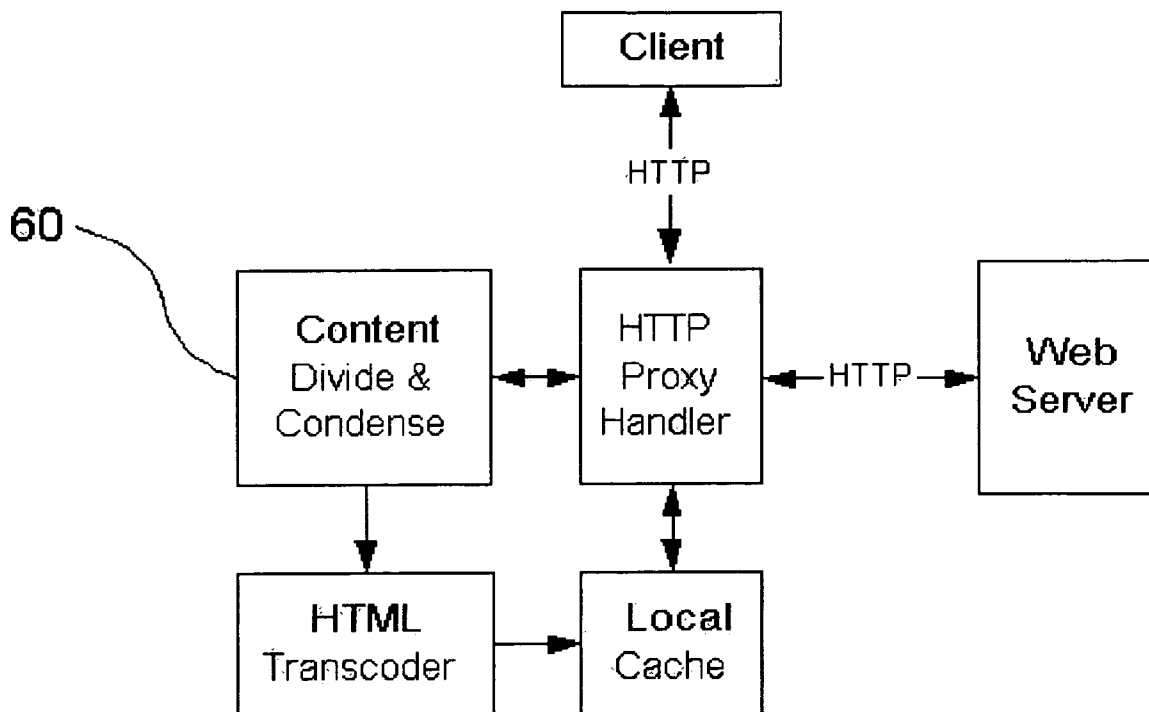 Client
HTTP
60
Content
Divide &
Condense
HTTP
Proxy
Handler
HTTP
Web
Server
HTML
Transcoder
Local
Cache